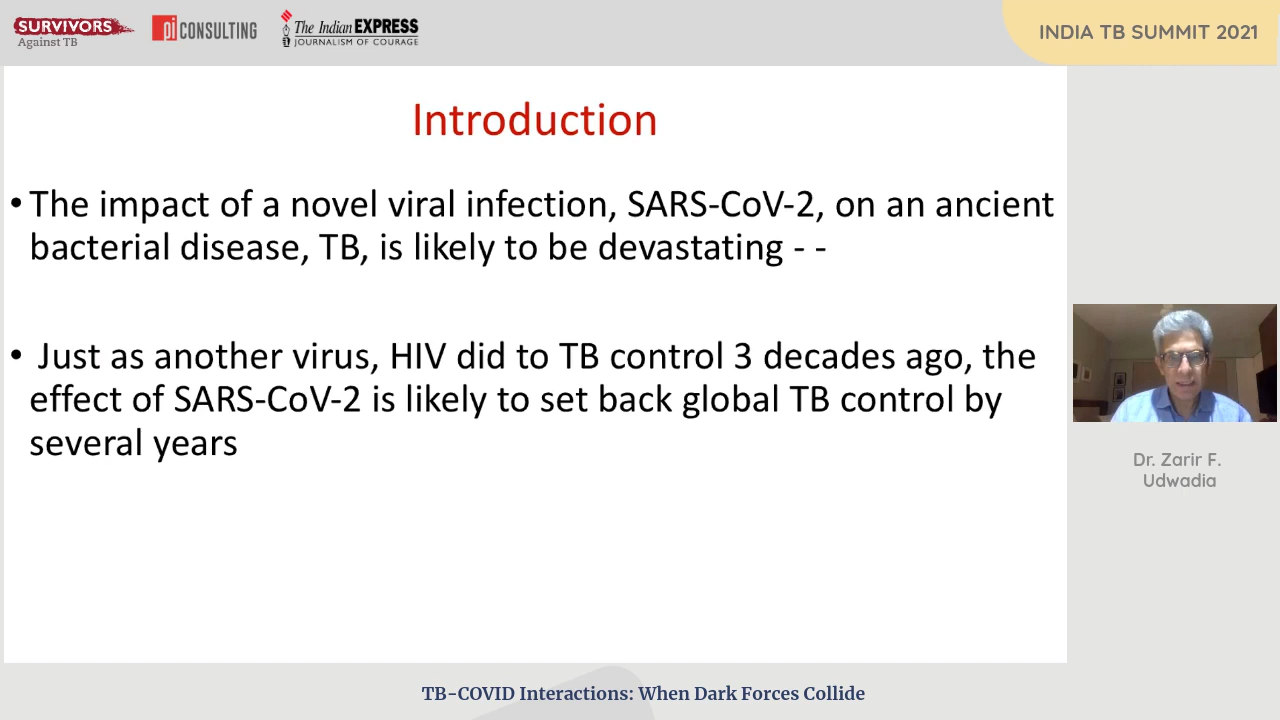 SURVIVORS
Against TB
pi CONSULTING
The Indian EXPRESS
JOURNALISM OF COURAGE
INDIA TB SUMMIT 2021
Introduction
• The impact of a novel viral infection, SARS-CoV-2, on an ancient
bacterial disease, TB, is likely to be devastating - -
• Just as another virus, HIV did to TB control 3 decades ago, the
effect of SARS-CoV-2 is likely to set back global TB control by
several years
Dr. Zarir F.
Udwadia
TB-COVID Interactions: When Dark Forces Collide